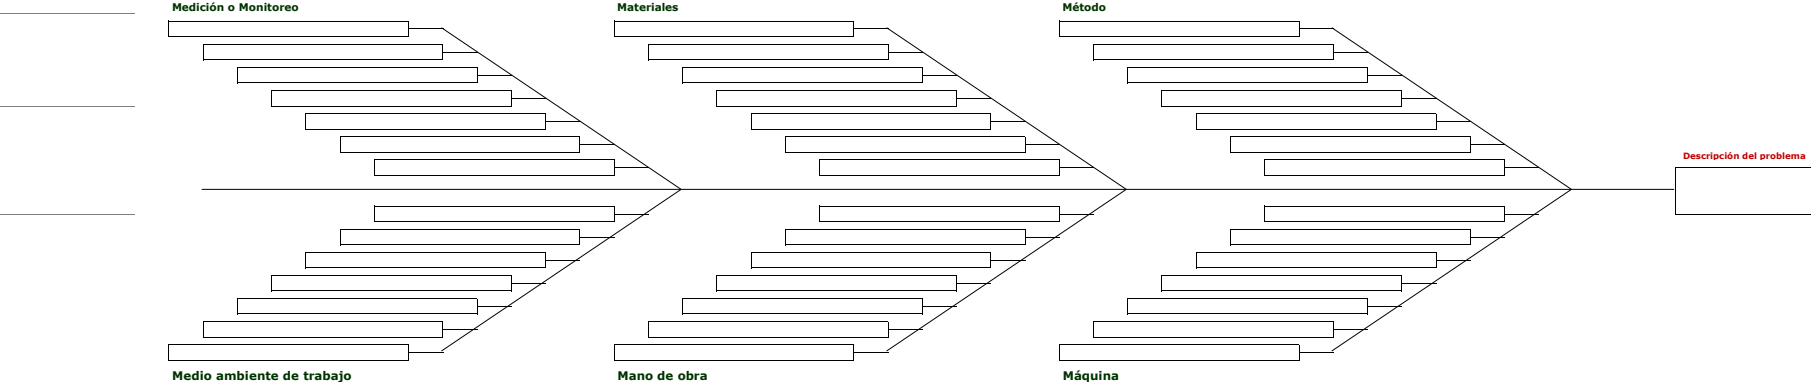 Medición o Monitoreo
Materiales
Método
Descripción del problema
Medio ambiente de trabajo
Mano de obra
Máquina